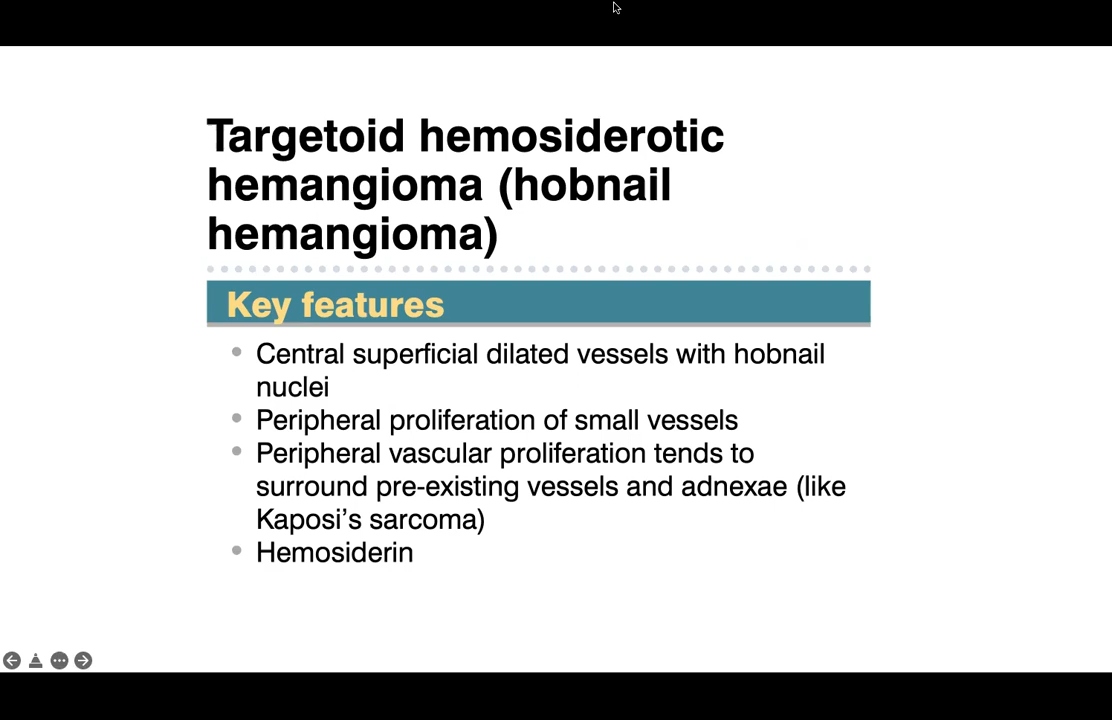 Targetoid hemosiderotic
hemangioma (hobnail
hemangioma)
Key features
Central superficial dilated vessels with hobnail
nuclei
Peripheral proliferation of small vessels
Peripheral vascular proliferation tends to
surround pre-existing vessels and adnexae (like
Kaposi’s sarcoma)
Hemosiderin